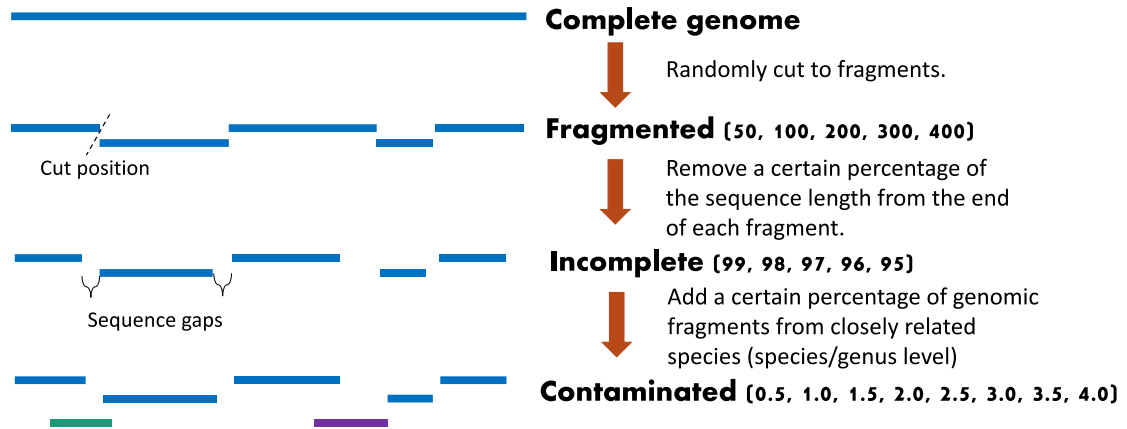 Complete genome
Randomly cut to fragments.
Fragmented (50, 100, 200, 300, 400)
Cut position
Remove a certain percentage of
the sequence length from the end
of each fragment.
Incomplete (99, 98, 97, 96, 95)
Sequence gaps
Add a certain percentage of genomic
fragments from closely related
species (species/genus level)
Contaminated (0.5, 1.0, 1.5, 2.0, 2.5, 3.0, 3.5, 4.0)